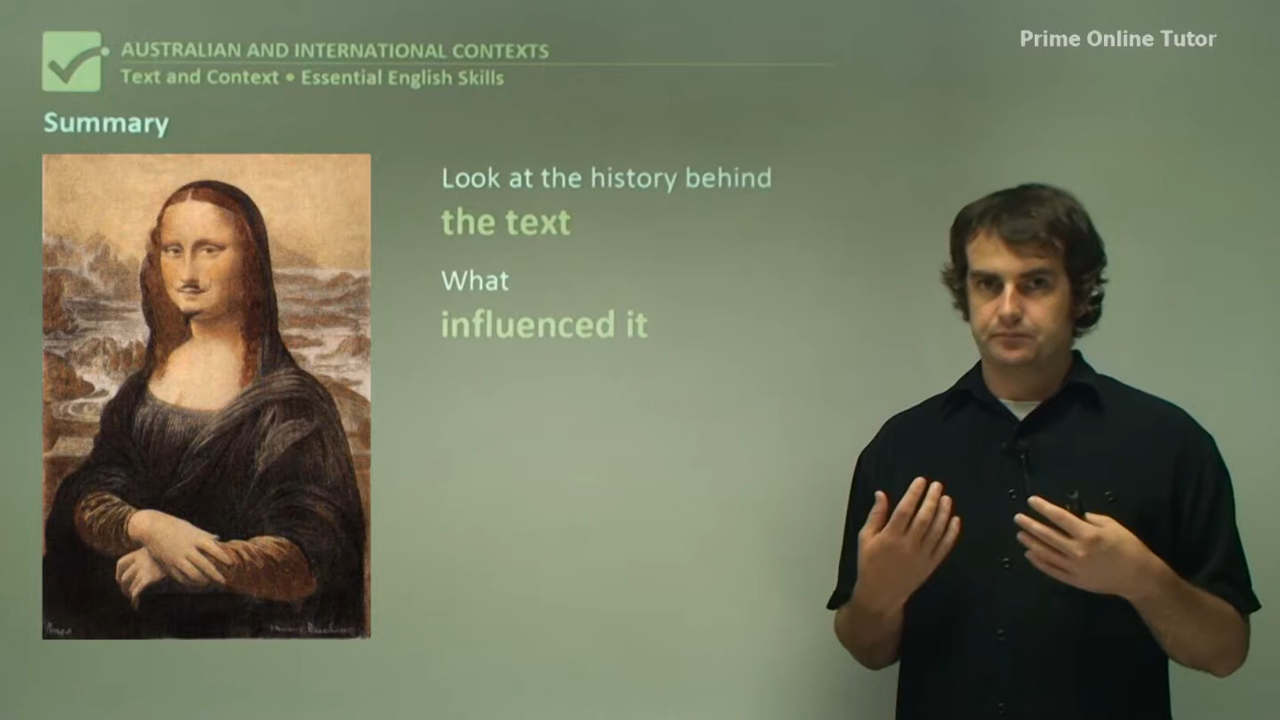 Prime Online Tutor
AUSTRALIAN AND INTERNATIONAL CONTEXTS
Text and Context • Essential English Skills
Summary
Look at the history behind
the text
What
influenced it